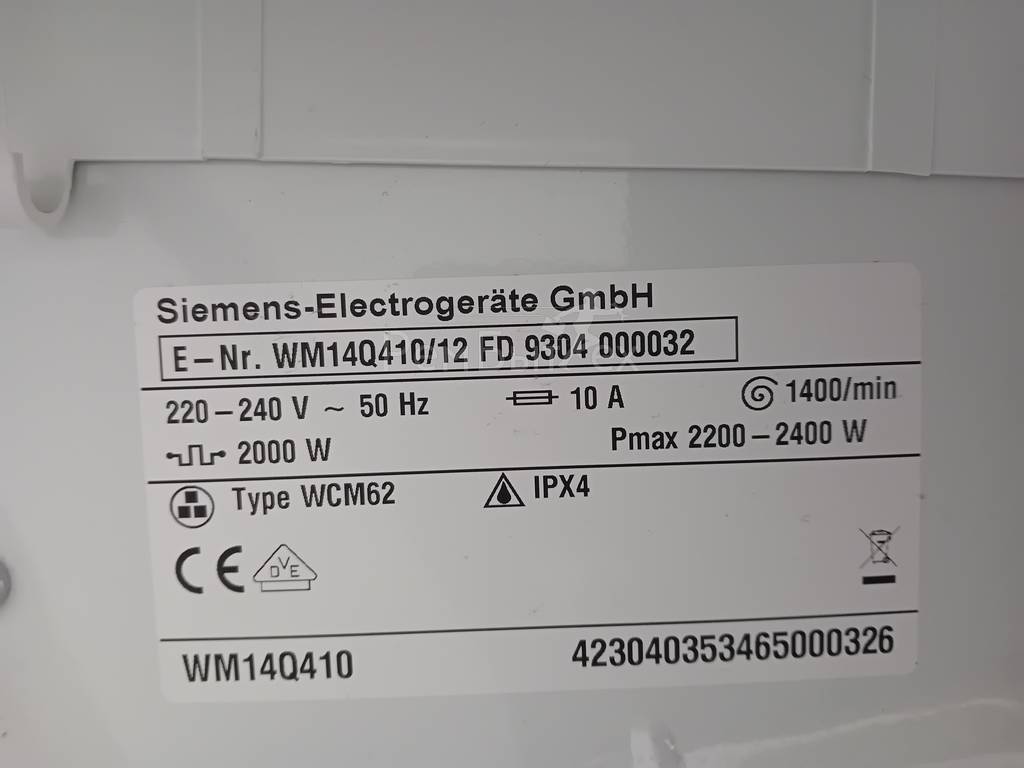 Siemens-Electrogeräte GmbH
E–Nr. WM14Q410/12 FD 9304 000032
220–240 V ~ 50 Hz 10 A 1400/min
2000 W Pmax 2200–2400 W
Type WCM62 IPX4
CE DVE
WM14Q410 423040353465000326